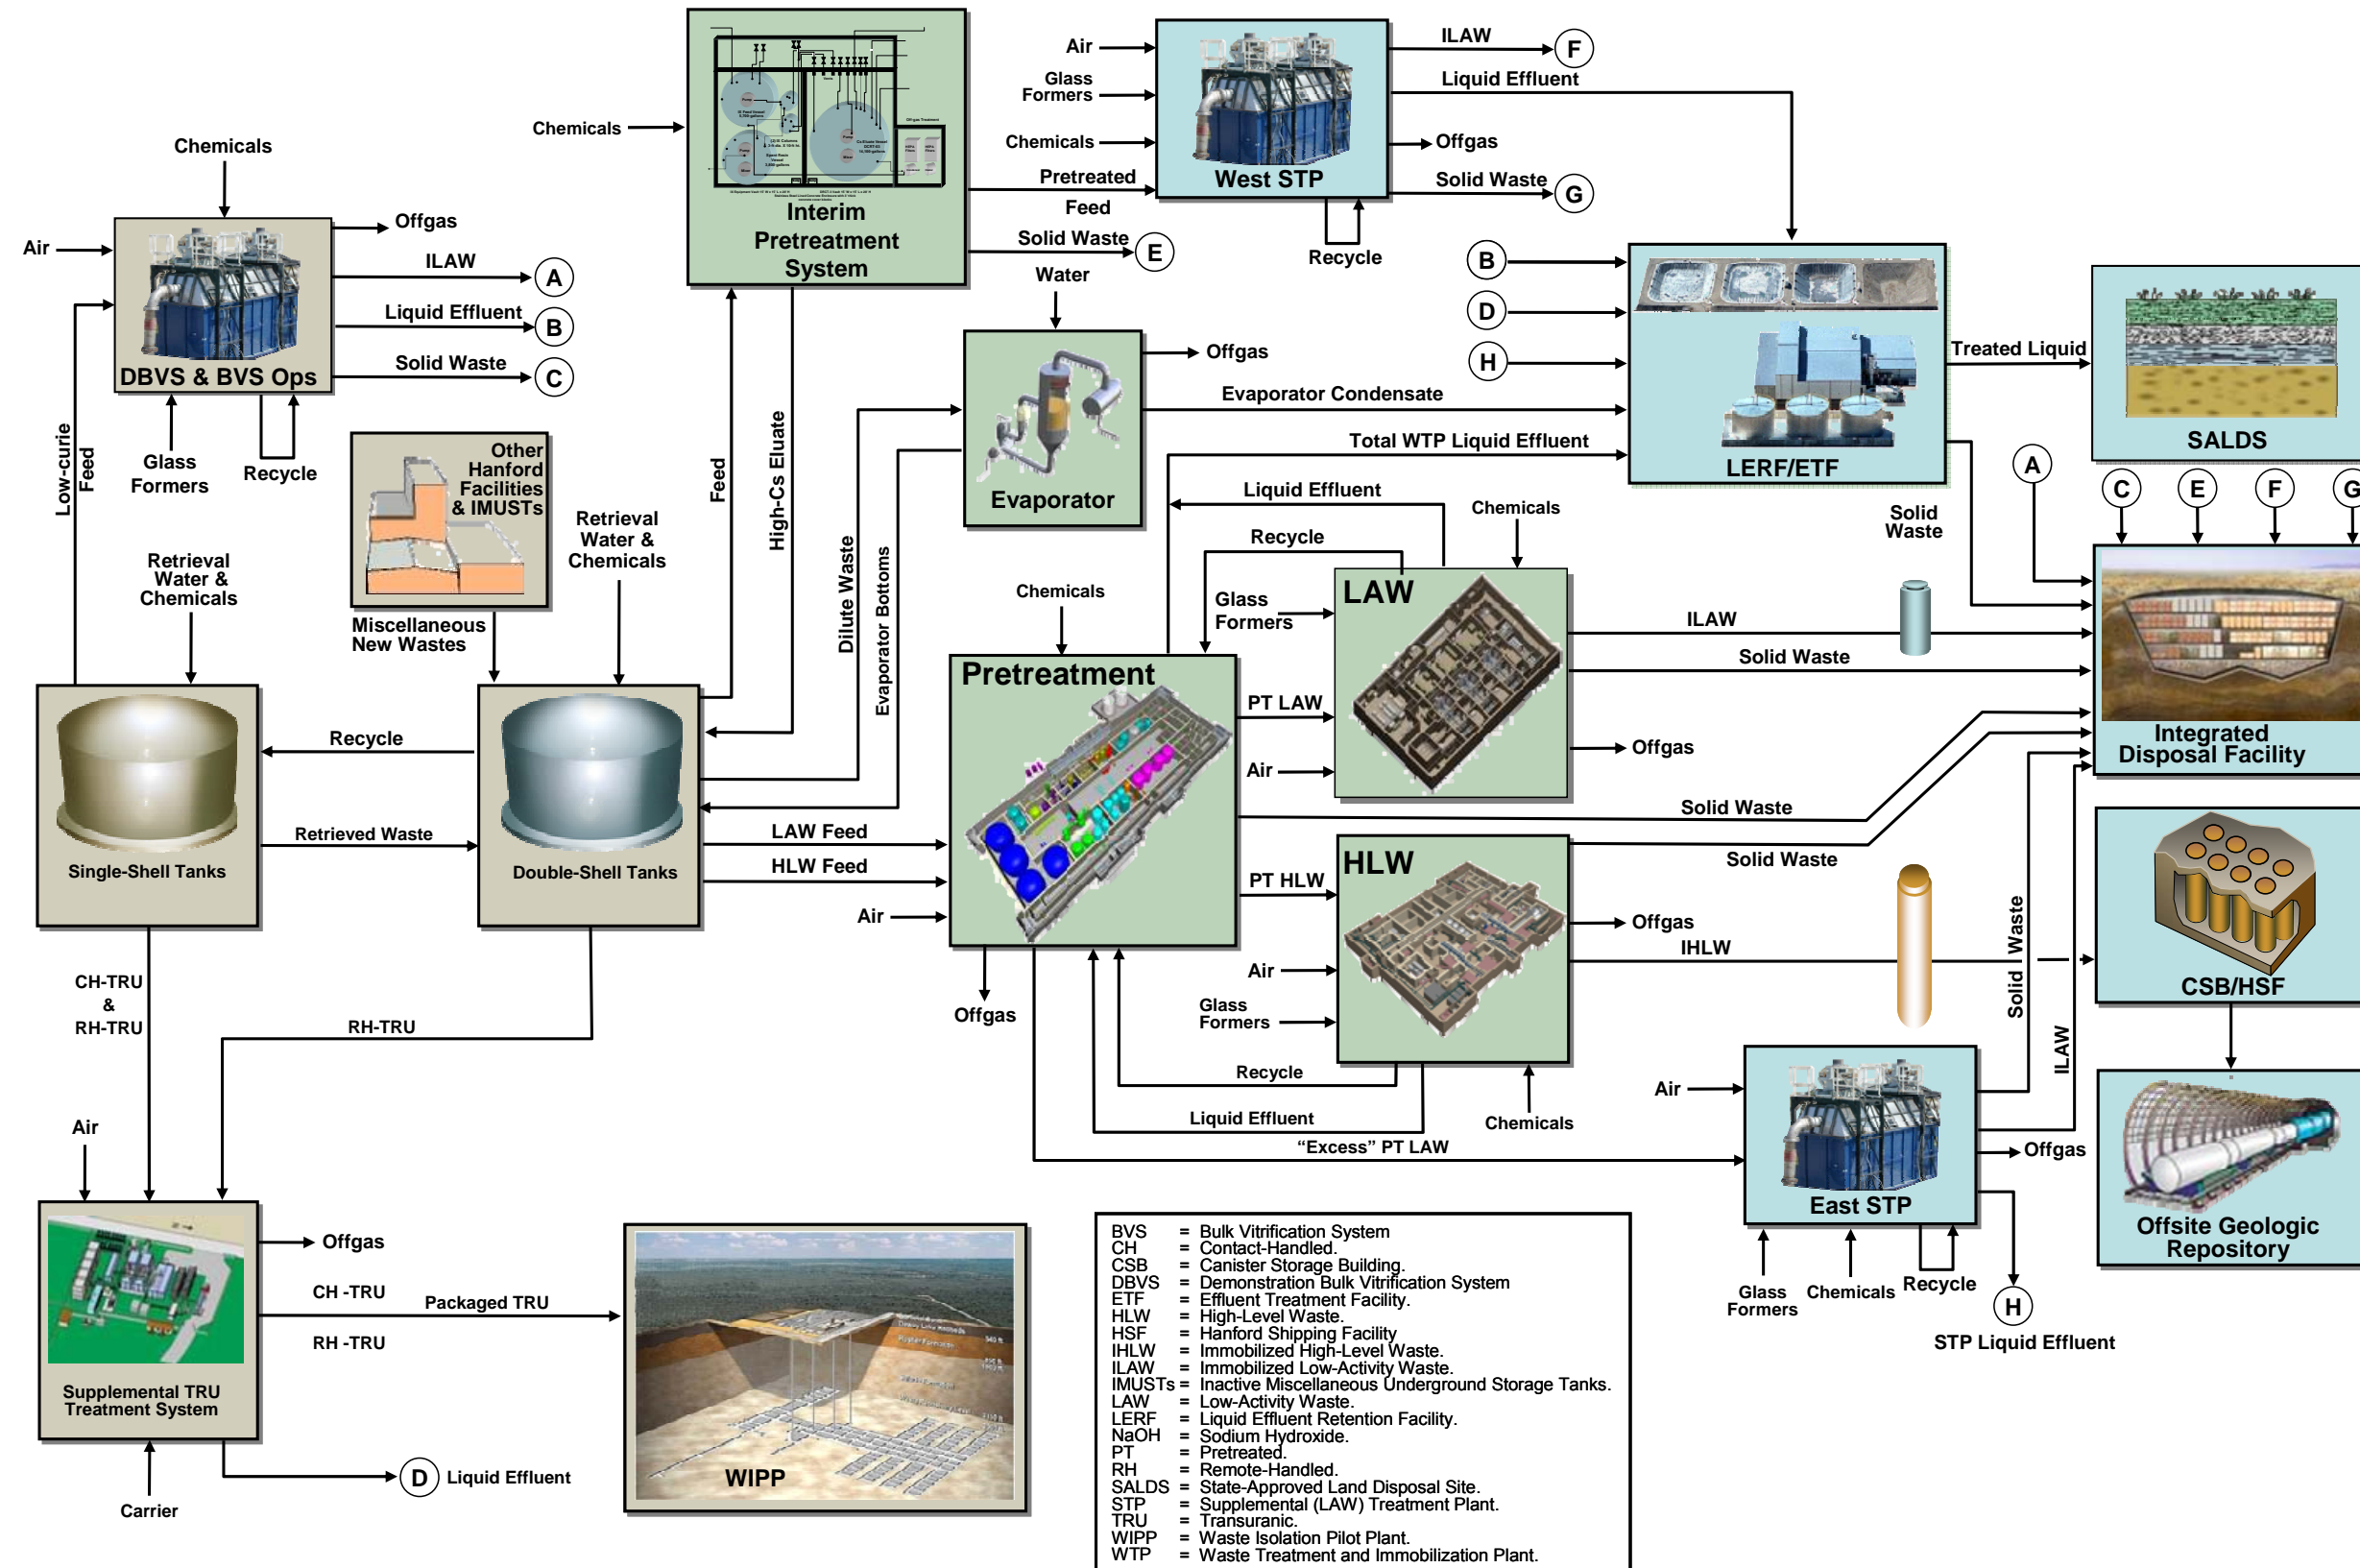 Air
Glass
Formers
Chemicals
Pretreated
Feed
West STP
Recycle
ILAW
F
Liquid Effluent
Offgas
Solid Waste
G
Chemicals
Interim
Pretreatment
System
Solid Waste
E
Chemicals
Air
Offgas
ILAW
A
Liquid Effluent
B
Solid Waste
C
DBVS & BVS Ops
Glass
Formers
Recycle
Low-curie
Feed
Other
Hanford
Facilities
& IMUSTs
Miscellaneous
New Wastes
Retrieval
Water &
Chemicals
Retrieval
Water &
Chemicals
Feed
High-Cs Eluate
Dilute Waste
Evaporator Bottoms
Water
Offgas
Evaporator
Evaporator Condensate
Total WTP Liquid Effluent
B
D
H
LERF/ETF
Treated Liquid
SALDS
Solid
Waste
A
C
E
F
G
Integrated
Disposal Facility
Liquid Effluent
Recycle
Chemicals
LAW
Glass
Formers
PT LAW
Air
ILAW
Solid Waste
Offgas
Chemicals
Pretreatment
Single-Shell Tanks
Recycle
Retrieved Waste
Double-Shell Tanks
LAW Feed
HLW Feed
Air
Offgas
Solid Waste
Solid Waste
HLW
PT HLW
Air
Glass
Formers
Offgas
IHLW
Recycle
Liquid Effluent
Chemicals
"Excess" PT LAW
CSB/HSF
Solid Waste
ILAW
Air
East STP
Offgas
Glass
Formers
Chemicals
Recycle
H
STP Liquid Effluent
Offsite Geologic
Repository
CH-TRU
&
RH-TRU
RH-TRU
Air
Supplemental TRU
Treatment System
Offgas
CH -TRU
Packaged TRU
RH -TRU
D
Liquid Effluent
Carrier
WIPP
BVS = Bulk Vitrification System
CH = Contact-Handled.
CSB = Canister Storage Building.
DBVS = Demonstration Bulk Vitrification System
ETF = Effluent Treatment Facility.
HLW = High-Level Waste.
HSF = Hanford Shipping Facility
IHLW = Immobilized High-Level Waste.
ILAW = Immobilized Low-Activity Waste.
IMUSTs = Inactive Miscellaneous Underground Storage Tanks.
LAW = Low-Activity Waste.
LERF = Liquid Effluent Retention Facility.
NaOH = Sodium Hydroxide.
PT = Pretreated.
RH = Remote-Handled.
SALDS = State-Approved Land Disposal Site.
STP = Supplemental (LAW) Treatment Plant.
TRU = Transuranic.
WIPP = Waste Isolation Pilot Plant.
WTP = Waste Treatment and Immobilization Plant.